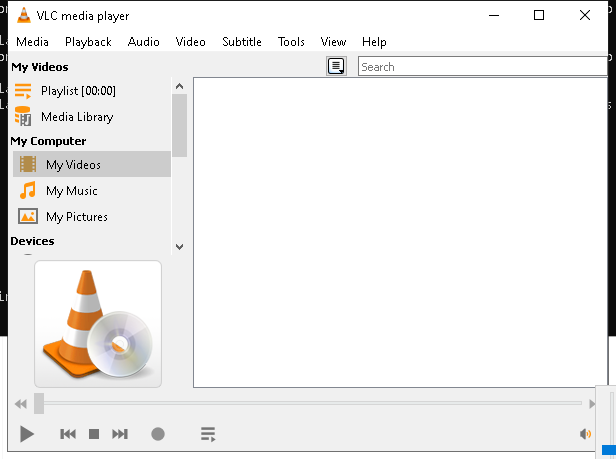 VLC media player
Media Playback Audio Video Subtitle Tools View Help
My Videos
Search
Playlist [00:00]
Media Library
My Computer
My Videos
My Music
My Pictures
Devices